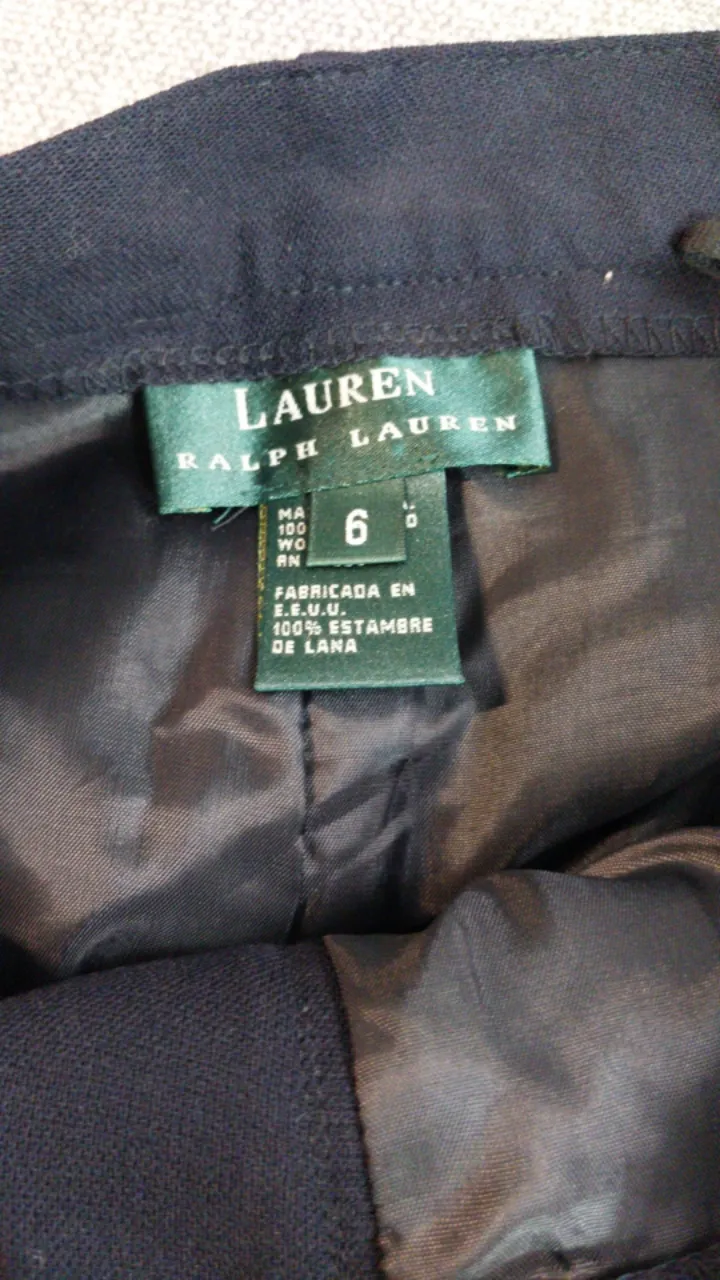 LAUREN
RALPH LAUREN
6
FABRICADA EN
E.E.U.U.
100% ESTAMBRE
DE LANA